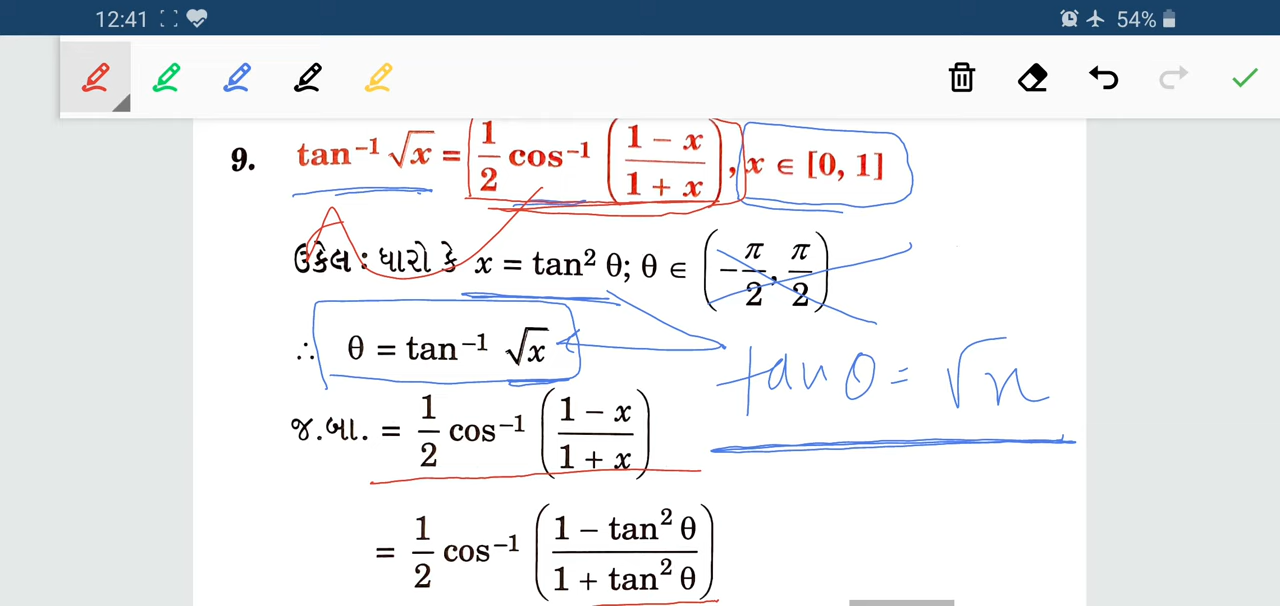 12:41 54%
9. tan⁻¹ √x = 1/2 cos⁻¹ ((1 − x)/(1 + x)), x ∈ [0, 1]
ઉકેલ : ધારો કે x = tan² θ; θ ∈ (−π/2, π/2)
∴ θ = tan⁻¹ √x
tan θ = √x
જ.બા. = 1/2 cos⁻¹ ((1 − x)/(1 + x))
= 1/2 cos⁻¹ ((1 − tan² θ)/(1 + tan² θ))